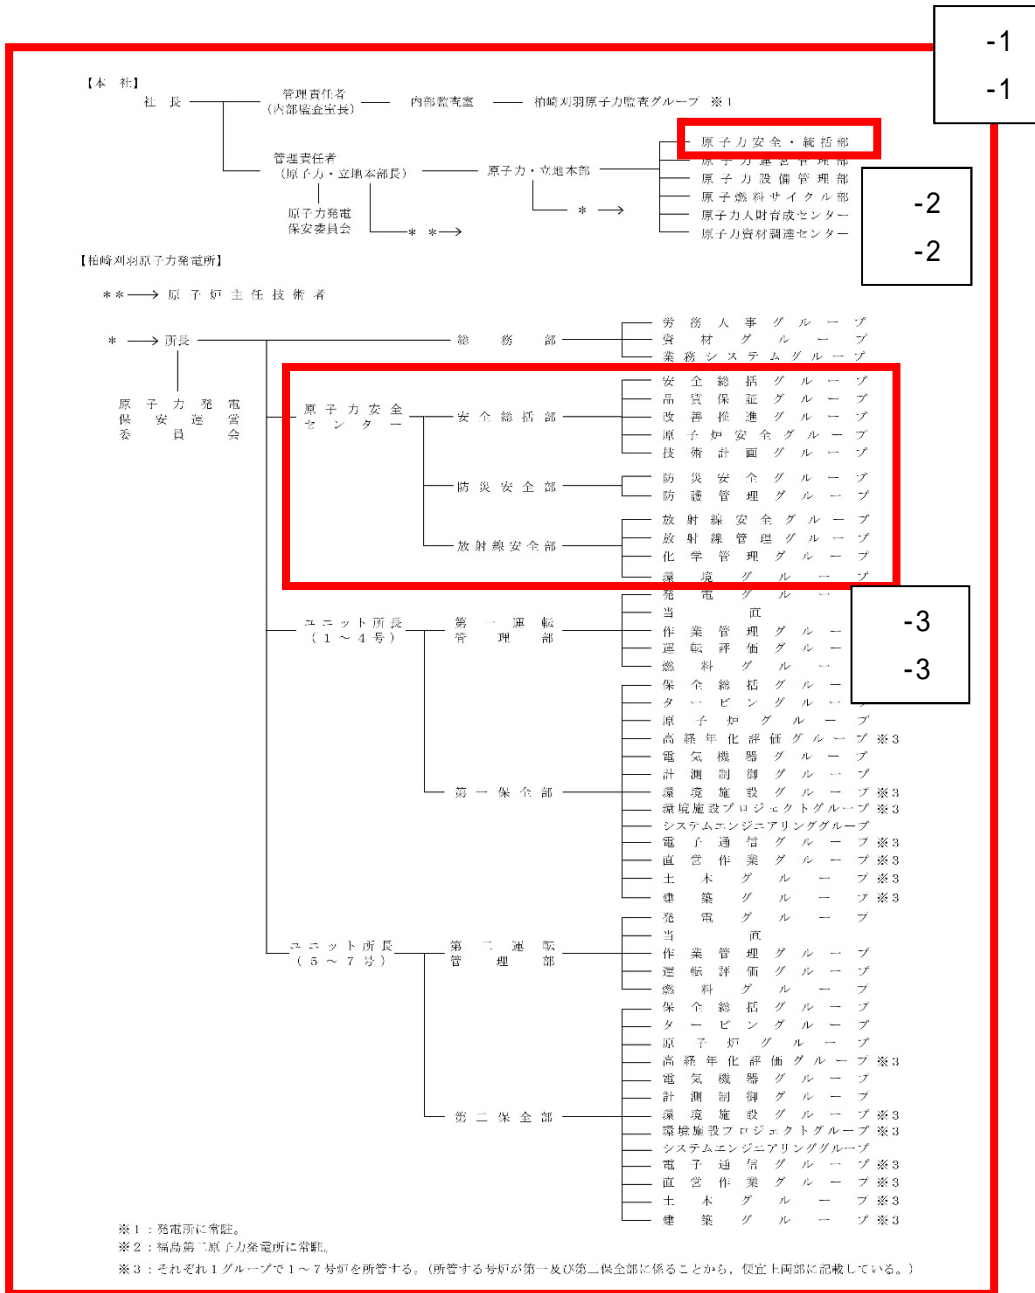 -1
-1
【本　社】
社　長
管理責任者
(内部監査室長)
内部監査室
柏崎刈羽原子力監査グループ　※１
原子力安全・統括部
原子力運営管理部
原子力設備管理部
原子燃料サイクル部
原子力人財育成センター
原子力資材調達センター
管理責任者
(原子力・立地本部長)
原子力・立地本部
原子力発電
保安委員会
＊　→
＊　＊→
-2
-2
【柏崎刈羽原子力発電所】
＊＊→　原子炉主任技術者
＊　→　所長
原子力発電
保安運営
委員会
総務部
労務人事グループ
資材グループ
業務システムグループ
原子力安全
センター
安全総括部
安全総括グループ
品質保証グループ
改善推進グループ
原子炉安全グループ
技術計画グループ
防災安全部
防災安全グループ
防護管理グループ
放射線安全部
放射線安全グループ
放射線管理グループ
化学管理グループ
環境グループ
-3
-3
ユニット所長
(１～４号)
第一運転
管理部
発電グルー
当直
作業管理グルー
運転評価グルー
燃料グルー
第一保全部
保全総括グルー
タービングループ
原子炉グループ
高経年化評価グループ※３
電気機器グループ
計測制御グループ
環境施設グループ※３
環境施設プロジェクトグループ※３
システムエンジニアリンググループ
電子通信グループ※３
直営作業グループ※３
土木グループ※３
建築グループ※３
ユニット所長
(５～７号)
第二運転
管理部
発電グループ
当直
作業管理グループ
運転評価グループ
燃料グループ
第二保全部
保全総括グループ
タービングループ
原子炉グループ
高経年化評価グループ※３
電気機器グループ
計測制御グループ
環境施設グループ※３
環境施設プロジェクトグループ※３
システムエンジニアリンググループ
電子通信グループ※３
直営作業グループ※３
土木グループ※３
建築グループ※３
※１：発電所に常駐。
※２：福島第二原子力発電所に常駐。
※３：それぞれ１グループで１～７号炉を所管する。(所管する号炉が第一及び第二保全部に係ることから，便宜上両部に記載している。)